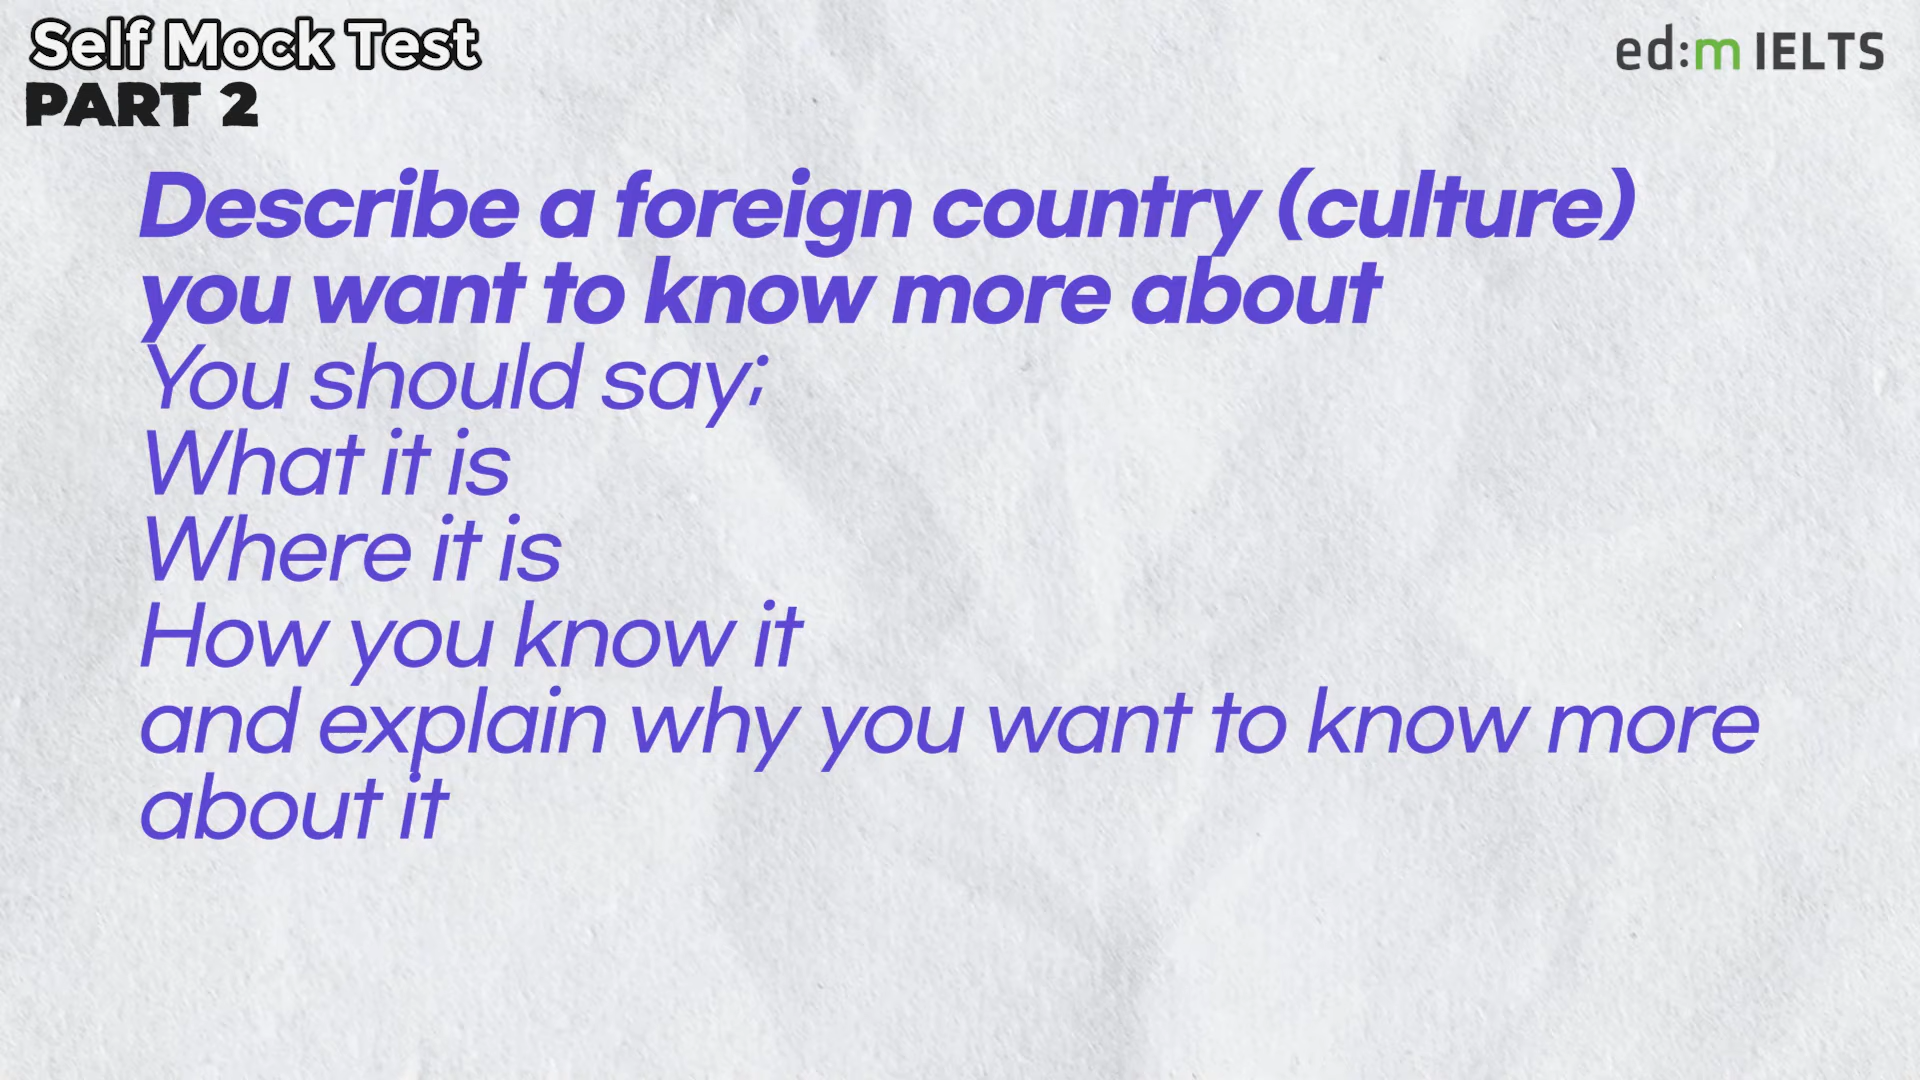 Self Mock Test
PART 2
ed:m IELTS
Describe a foreign country (culture)
you want to know more about
You should say;
What it is
Where it is
How you know it
and explain why you want to know more
about it